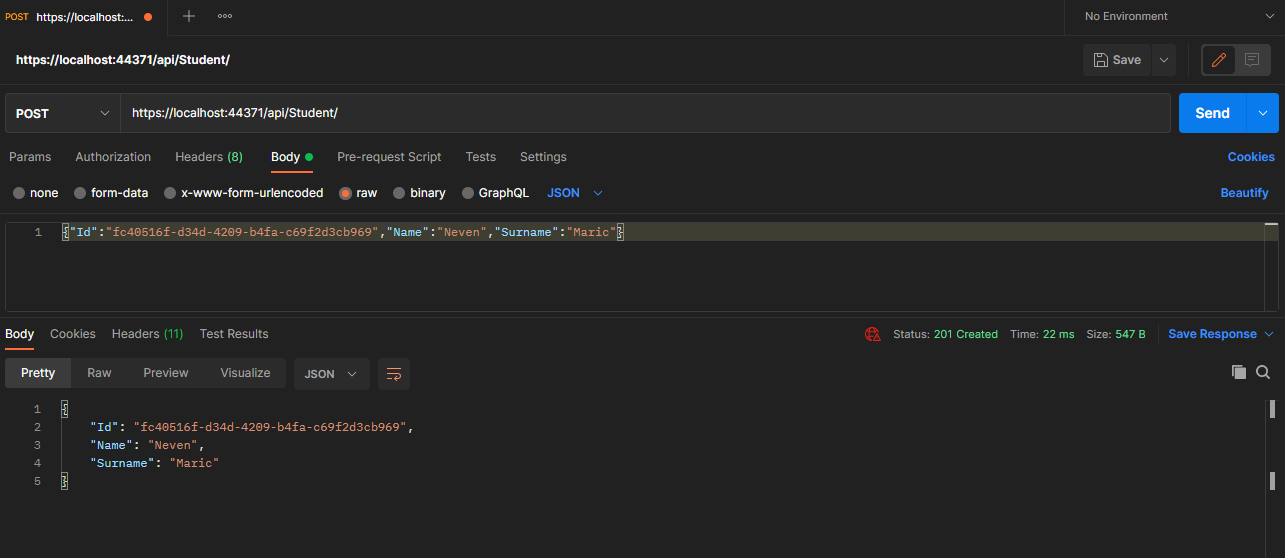 POST https://localhost:... No Environment
https://localhost:44371/api/Student/ Save
POST https://localhost:44371/api/Student/ Send
Params Authorization Headers (8) Body Pre-request Script Tests Settings Cookies
none form-data x-www-form-urlencoded raw binary GraphQL JSON Beautify
1 {"Id":"fc40516f-d34d-4209-b4fa-c69f2d3cb969","Name":"Neven","Surname":"Maric"}
Body Cookies Headers (11) Test Results Status: 201 Created Time: 22 ms Size: 547 B Save Response
Pretty Raw Preview Visualize JSON
1 {
2 "Id": "fc40516f-d34d-4209-b4fa-c69f2d3cb969",
3 "Name": "Neven",
4 "Surname": "Maric"
5 }